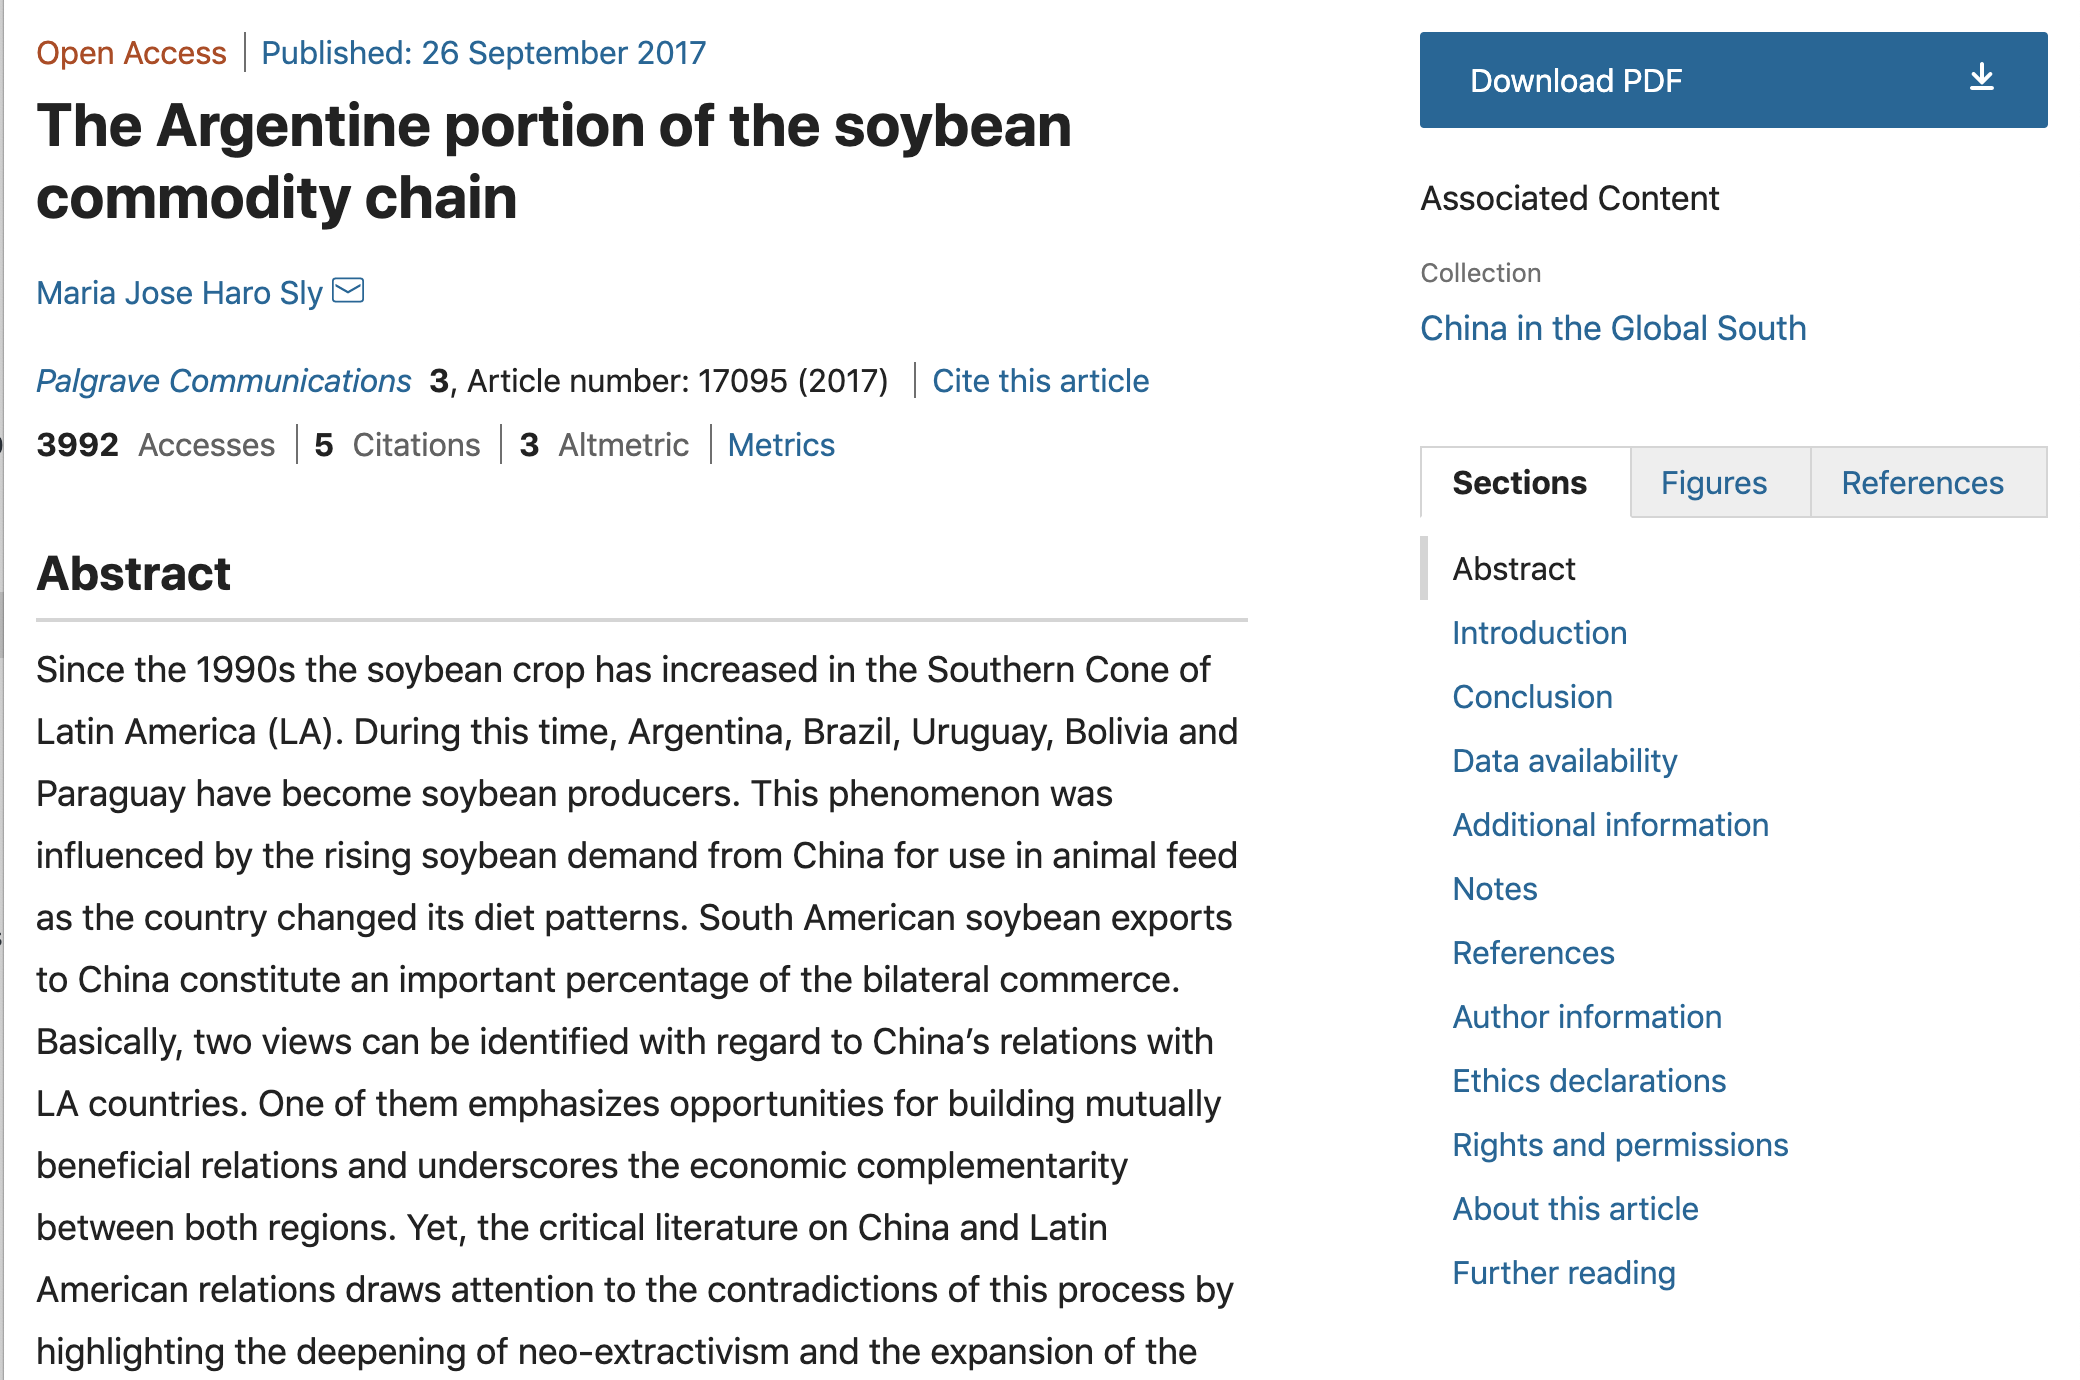 Open Access | Published: 26 September 2017
The Argentine portion of the soybean
commodity chain
Maria Jose Haro Sly
Palgrave Communications 3, Article number: 17095 (2017) | Cite this article
3992 Accesses | 5 Citations | 3 Altmetric | Metrics
Abstract
Since the 1990s the soybean crop has increased in the Southern Cone of
Latin America (LA). During this time, Argentina, Brazil, Uruguay, Bolivia and
Paraguay have become soybean producers. This phenomenon was
influenced by the rising soybean demand from China for use in animal feed
as the country changed its diet patterns. South American soybean exports
to China constitute an important percentage of the bilateral commerce.
Basically, two views can be identified with regard to China’s relations with
LA countries. One of them emphasizes opportunities for building mutually
beneficial relations and underscores the economic complementarity
between both regions. Yet, the critical literature on China and Latin
American relations draws attention to the contradictions of this process by
highlighting the deepening of neo-extractivism and the expansion of the
Download PDF
Associated Content
Collection
China in the Global South
Sections
Figures
References
Abstract
Introduction
Conclusion
Data availability
Additional information
Notes
References
Author information
Ethics declarations
Rights and permissions
About this article
Further reading